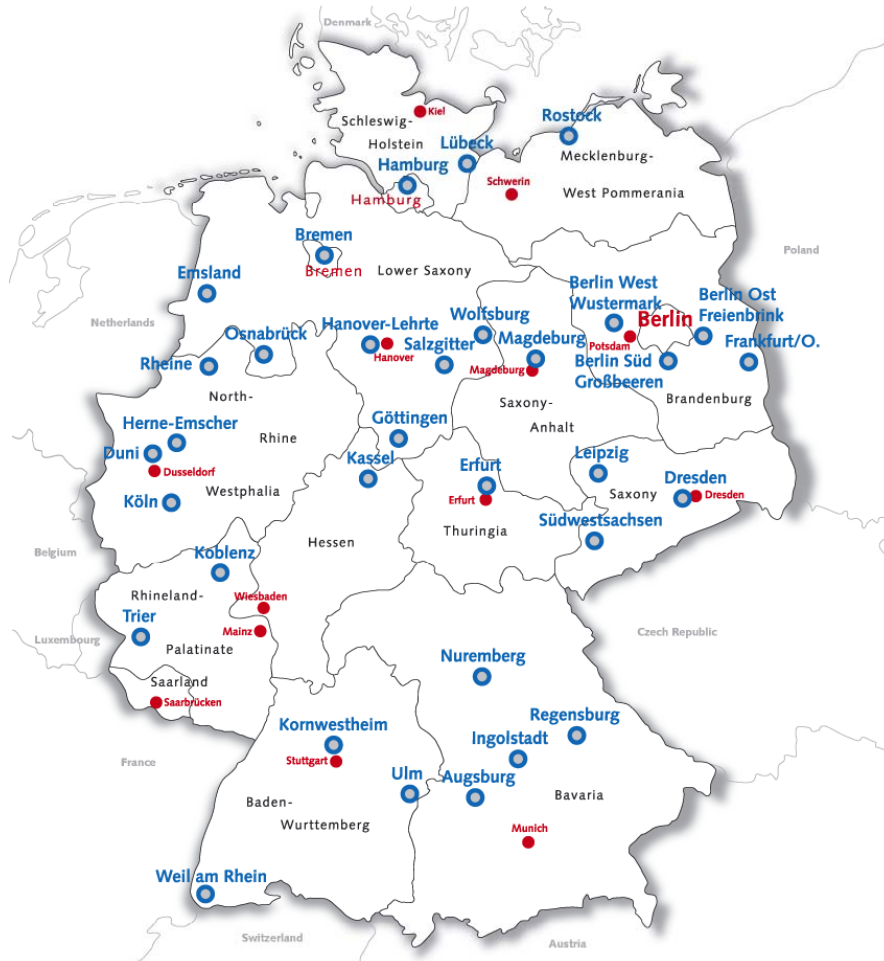 Denmark
Kiel
Schleswig-
Holstein
Rostock
Lübeck
Mecklenburg-
West Pommerania
Hamburg
Hamburg
Schwerin
Bremen
Bremen
Lower Saxony
Poland
Emsland
Berlin West
Wustermark
Berlin Ost
Freienbrink
Berlin
Netherlands
Osnabrück
Hanover-Lehrte
Hanover
Wolfsburg
Salzgitter
Magdeburg
Magdeburg
Potsdam
Frankfurt/O.
Berlin Süd
Großbeeren
Rheine
North-
Rhine
Westphalia
Saxony-
Anhalt
Brandenburg
Herne-Emscher
Duni
Dusseldorf
Göttingen
Kassel
Köln
Erfurt
Erfurt
Leipzig
Saxony
Dresden
Dresden
Südwestsachsen
Thuringia
Hessen
Belgium
Koblenz
Rhineland-
Palatinate
Wiesbaden
Mainz
Trier
Luxembourg
Czech Republic
Saarland
Saarbrücken
Nuremberg
Regensburg
Ingolstadt
Kornwestheim
Stuttgart
France
Ulm
Augsburg
Bavaria
Baden-
Wurttemberg
Munich
Weil am Rhein
Switzerland
Austria